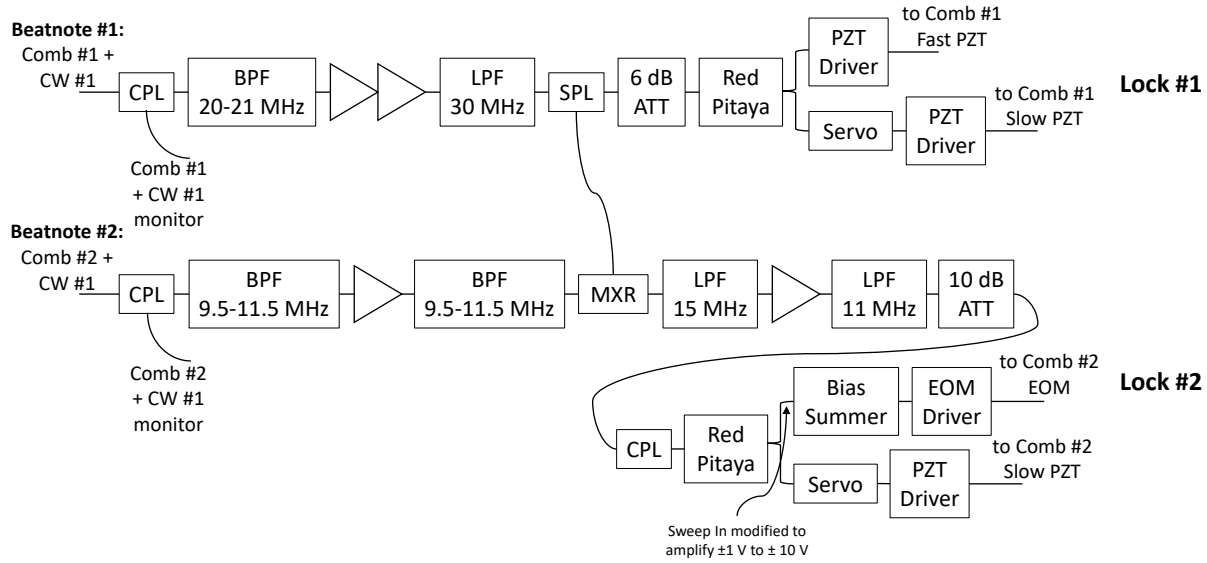 Beatnote #1:
Comb #1 +
CW #1
CPL
BPF
20-21 MHz
LPF
30 MHz
SPL
6 dB
ATT
Red
Pitaya
PZT
Driver
to Comb #1
Fast PZT
Servo
PZT
Driver
to Comb #1
Slow PZT
Lock #1
Comb #1
+ CW #1
monitor
Beatnote #2:
Comb #2 +
CW #1
CPL
BPF
9.5-11.5 MHz
BPF
9.5-11.5 MHz
MXR
LPF
15 MHz
LPF
11 MHz
10 dB
ATT
Comb #2
+ CW #1
monitor
CPL
Red
Pitaya
Bias
Summer
EOM
Driver
to Comb #2
EOM
Servo
PZT
Driver
to Comb #2
Slow PZT
Lock #2
Sweep In modified to
amplify ±1 V to ± 10 V